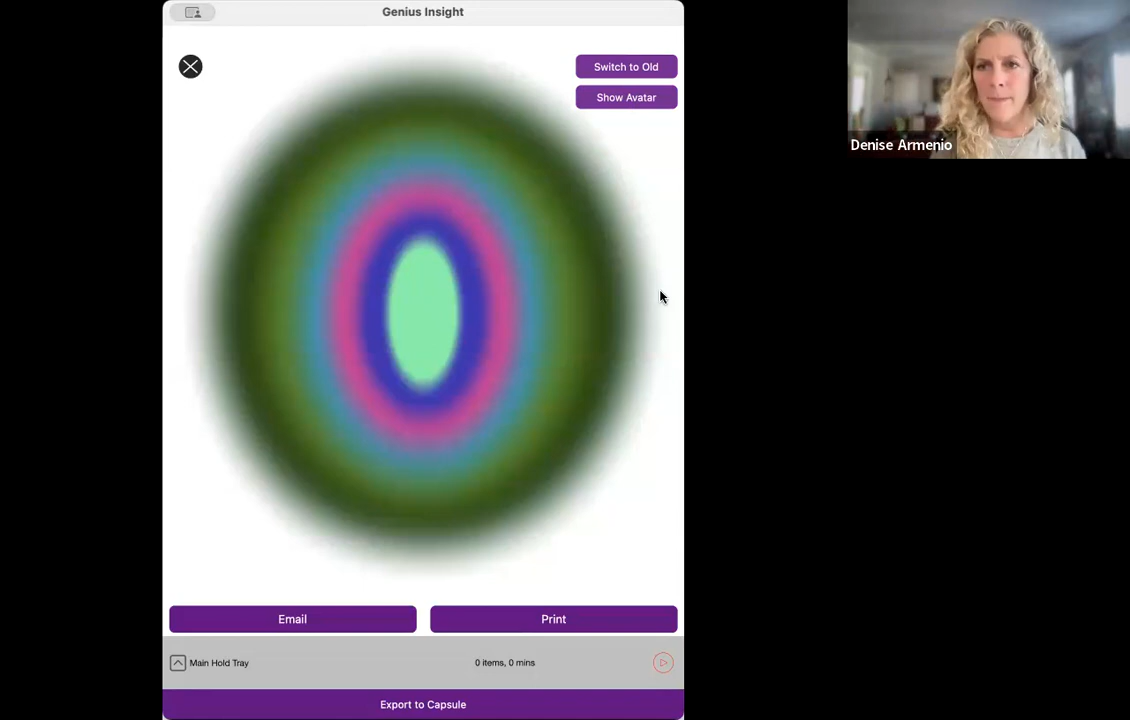 Genius Insight
Switch to Old
Show Avatar
Denise Armenio
Email
Print
Main Hold Tray
0 items, 0 mins
Export to Capsule